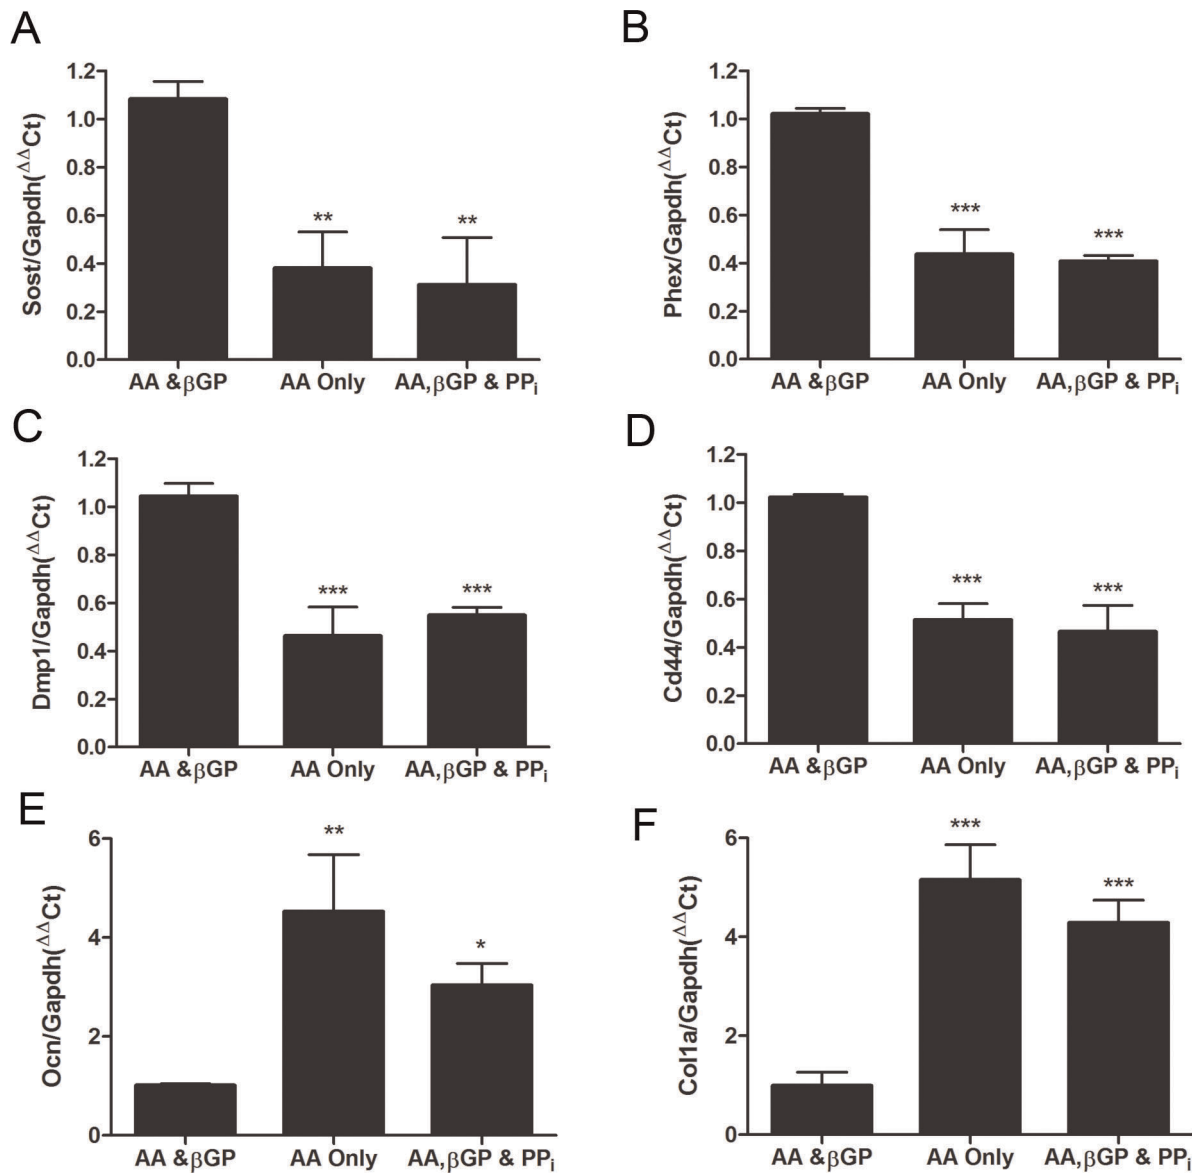 A
Sost/Gapdh(ΔΔCt)
1.2
1.0
0.8
0.6
0.4
0.2
0.0
**
**
AA &βGP
AA Only
AA,βGP & PPi
B
Phex/Gapdh(ΔΔCt)
1.2
1.0
0.8
0.6
0.4
0.2
0.0
***
***
AA &βGP
AA Only
AA,βGP & PPi
C
Dmp1/Gapdh(ΔΔCt)
1.2
1.0
0.8
0.6
0.4
0.2
0.0
***
***
AA &βGP
AA Only
AA,βGP & PPi
D
Cd44/Gapdh(ΔΔCt)
1.2
1.0
0.8
0.6
0.4
0.2
0.0
***
***
AA &βGP
AA Only
AA,βGP & PPi
E
Ocn/Gapdh(ΔΔCt)
6
4
2
0
**
*
AA &βGP
AA Only
AA,βGP & PPi
F
Col1a/Gapdh(ΔΔCt)
6
4
2
0
***
***
AA &βGP
AA Only
AA,βGP & PPi